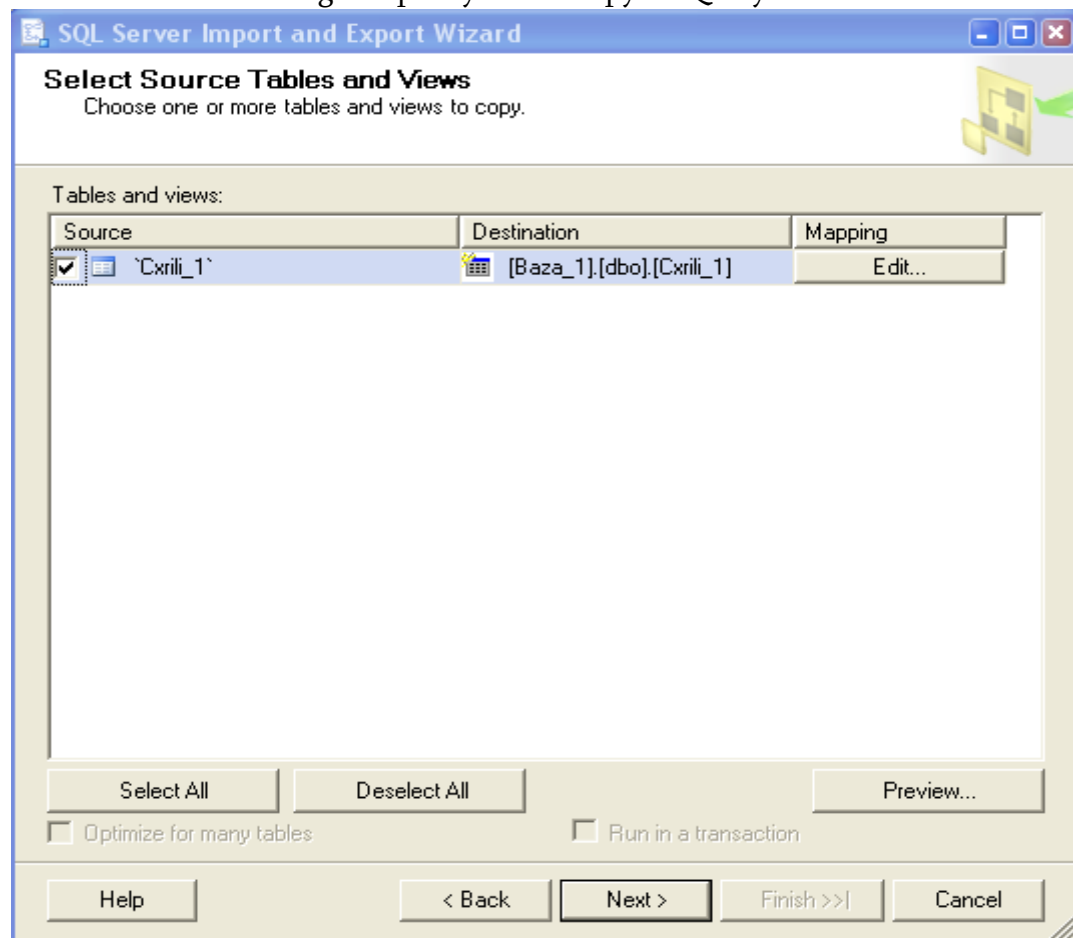 SQL Server Import and Export Wizard
Select Source Tables and Views
Choose one or more tables and views to copy.
Tables and views:
Source Destination Mapping
`Cxrili_1` [Baza_1].[dbo].[Cxrili_1] Edit...
Select All Deselect All Preview...
Optimize for many tables Run in a transaction
Help < Back Next > Finish >>| Cancel